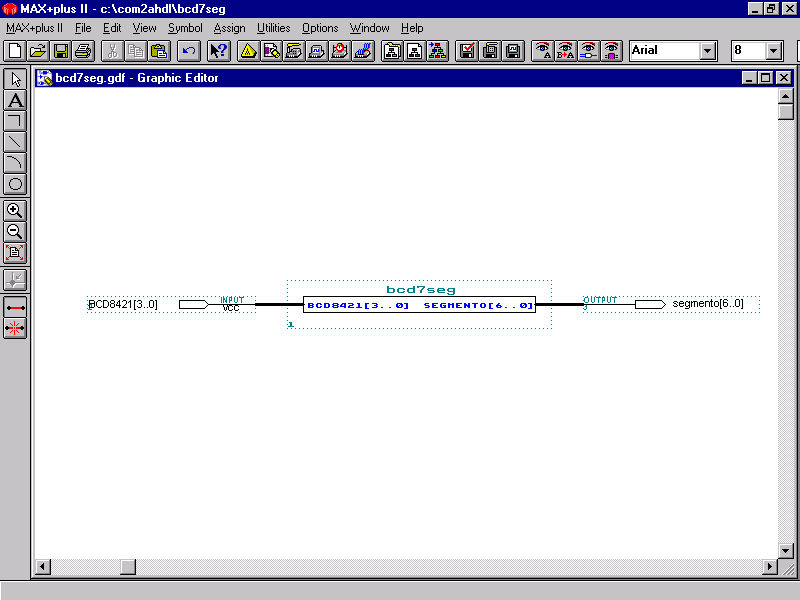 MAX+plus II - c:\com2ahdl\bcd7seg
MAX+plus II File Edit View Symbol Assign Utilities Options Window Help
Arial 8
bcd7seg.gdf - Graphic Editor
A
bcd7seg
BCD8421[3..0] INPUT VCC BCD8421[3..0] SEGMENTO[6..0] OUTPUT segmento[6..0]
1